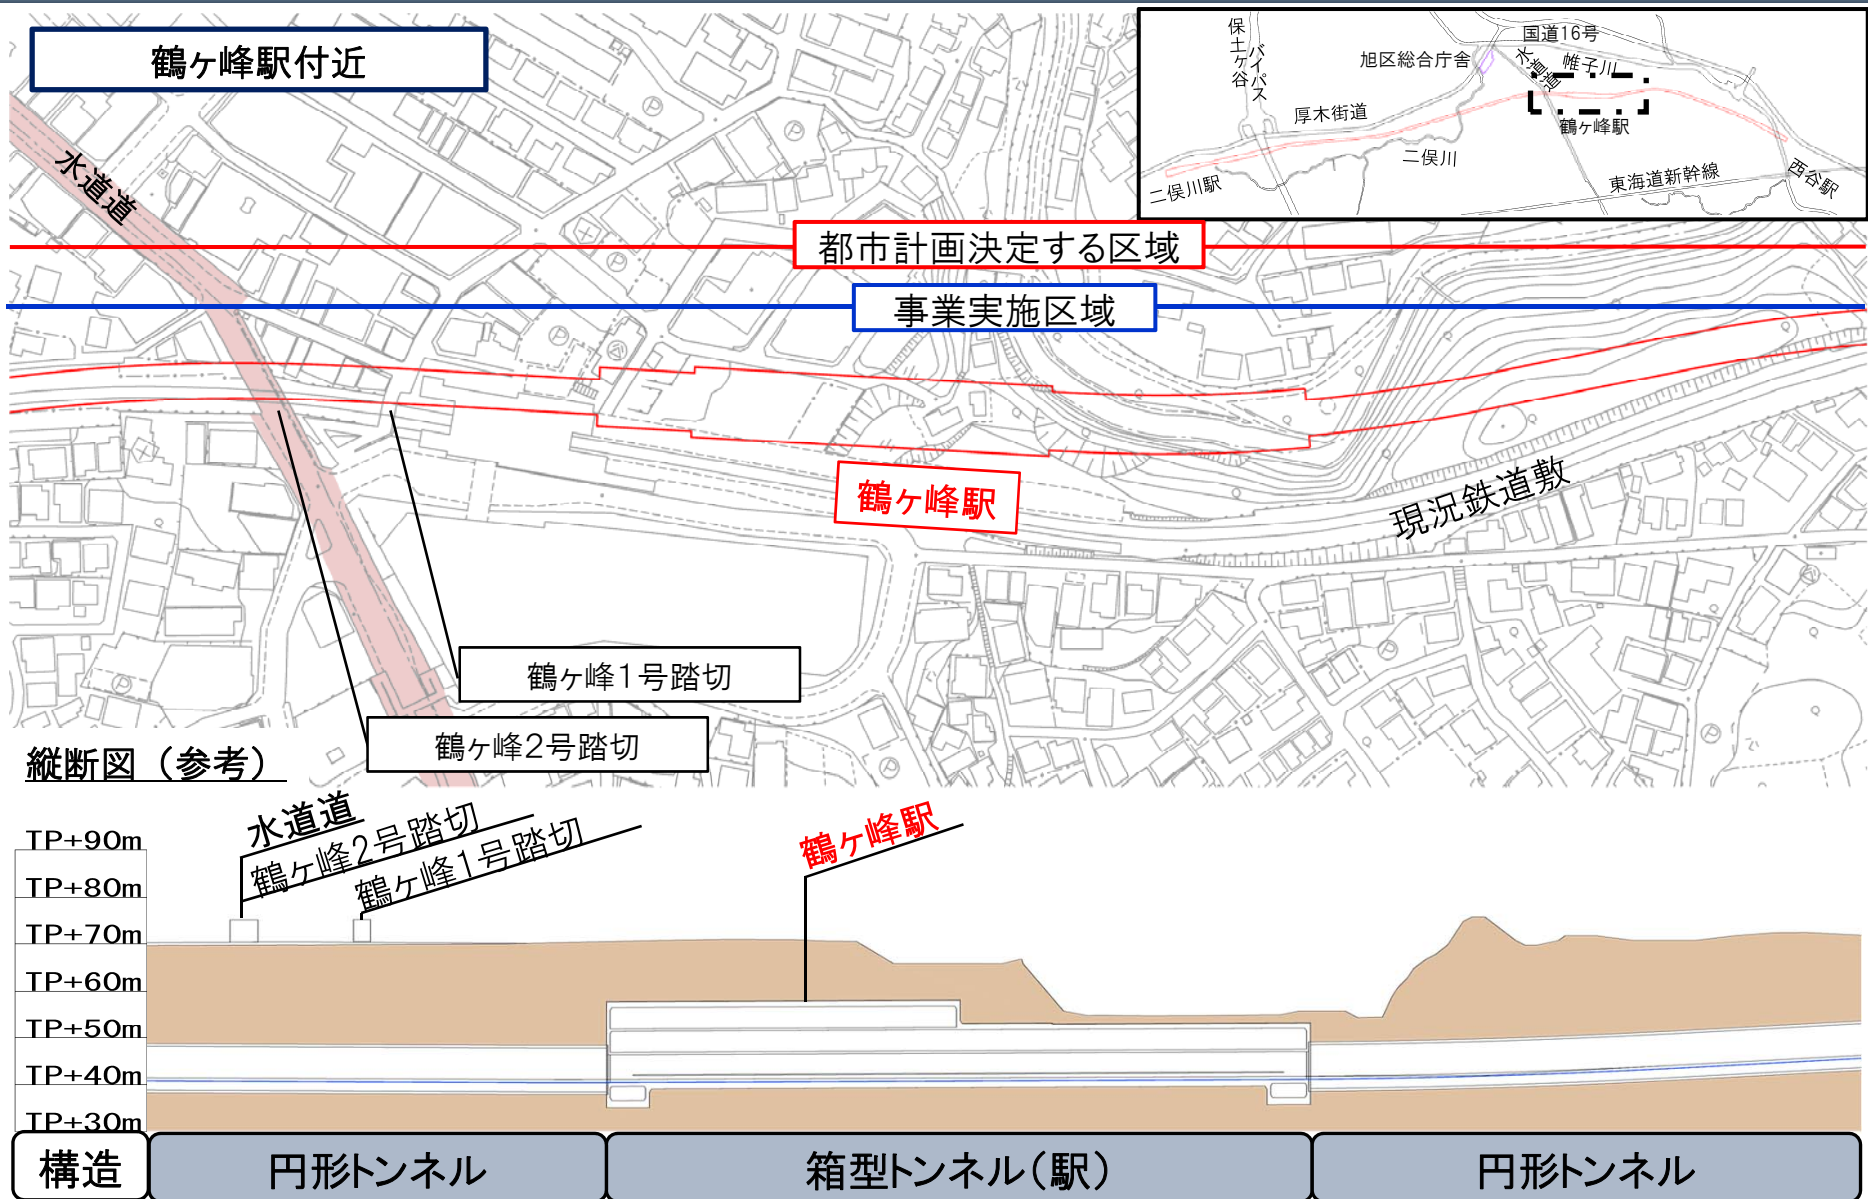 鶴ヶ峰駅付近
保土ヶ谷
バイパス
国道16号
旭区総合庁舎
水道道
帷子川
厚木街道
鶴ヶ峰駅
二俣川
二俣川駅
東海道新幹線
西谷駅
水道道
都市計画決定する区域
事業実施区域
鶴ヶ峰駅
現況鉄道敷
鶴ヶ峰1号踏切
鶴ヶ峰2号踏切
縦断図（参考）
水道道
鶴ヶ峰2号踏切
鶴ヶ峰1号踏切
鶴ヶ峰駅
TP+90m
TP+80m
TP+70m
TP+60m
TP+50m
TP+40m
TP+30m
構造
円形トンネル
箱型トンネル(駅)
円形トンネル